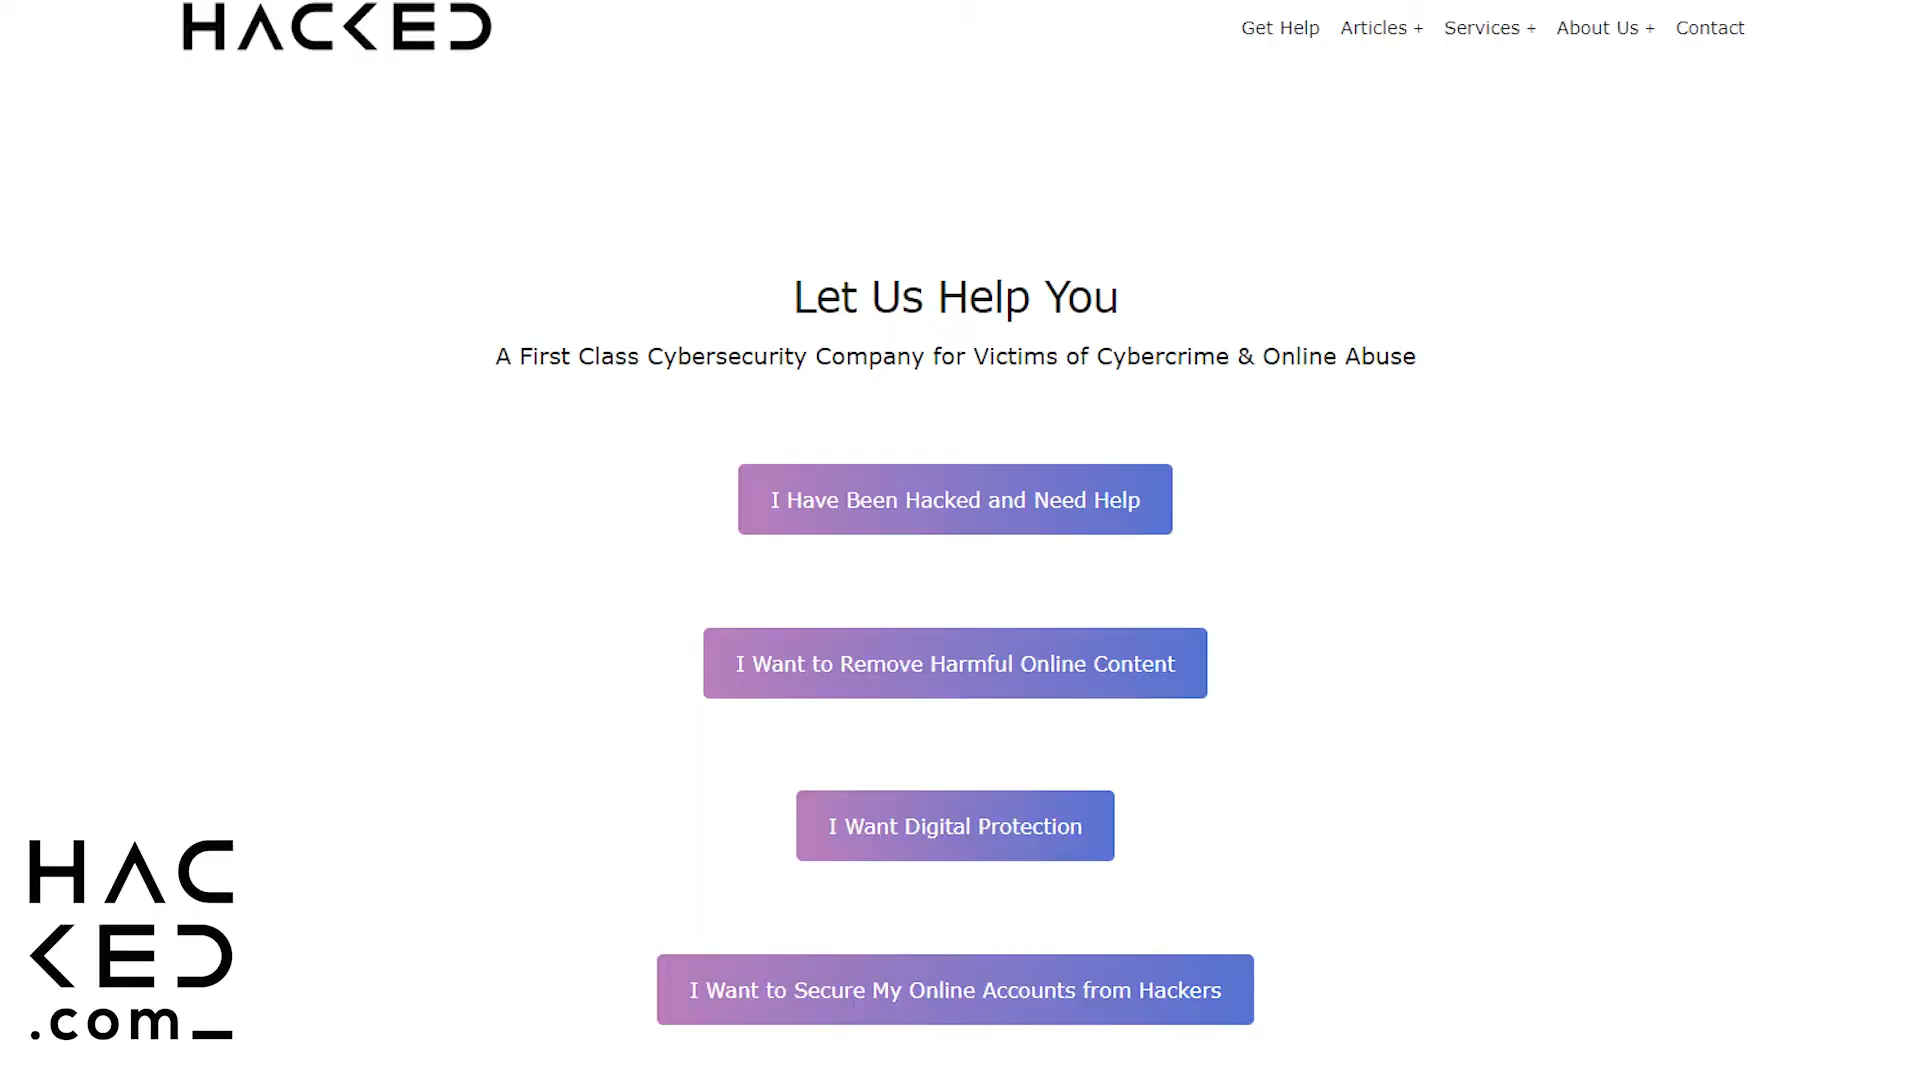 HACKED
Get Help Articles + Services + About Us + Contact
Let Us Help You
A First Class Cybersecurity Company for Victims of Cybercrime & Online Abuse
I Have Been Hacked and Need Help
I Want to Remove Harmful Online Content
I Want Digital Protection
I Want to Secure My Online Accounts from Hackers
HAC
KED
.com_